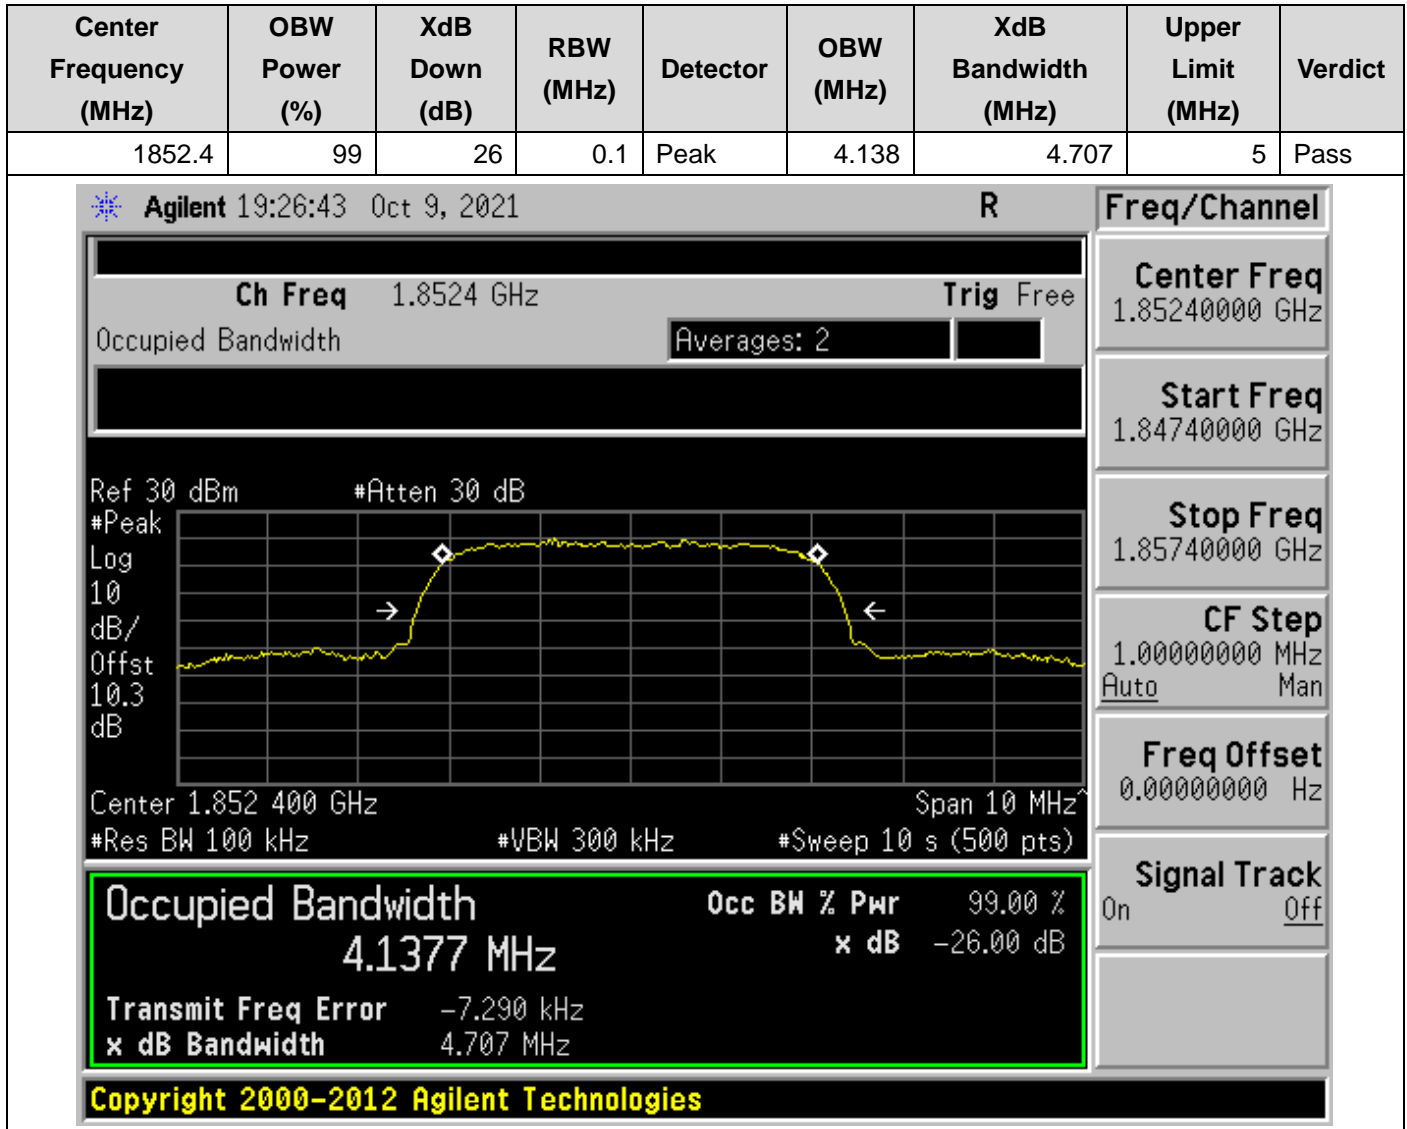 Center Frequency (MHz) OBW Power (%) XdB Down (dB) RBW (MHz) Detector OBW (MHz) XdB Bandwidth (MHz) Upper Limit (MHz) Verdict
1852.4 99 26 0.1 Peak 4.138 4.707 5 Pass
Agilent 19:26:43 Oct 9, 2021 R Freq/Channel
Ch Freq 1.8524 GHz Trig Free
Occupied Bandwidth Averages: 2
Center Freq
1.85240000 GHz
Start Freq
1.84740000 GHz
Stop Freq
1.85740000 GHz
CF Step
1.00000000 MHz
Auto Man
Freq Offset
0.00000000 Hz
Signal Track
On Off
Ref 30 dBm #Atten 30 dB
#Peak
Log
10
dB/
Offst
10.3
dB
Center 1.852 400 GHz Span 10 MHz^
#Res BW 100 kHz #VBW 300 kHz #Sweep 10 s (500 pts)
Occupied Bandwidth Occ BW % Pwr 99.00 %
4.1377 MHz x dB -26.00 dB
Transmit Freq Error -7.290 kHz
x dB Bandwidth 4.707 MHz
Copyright 2000-2012 Agilent Technologies